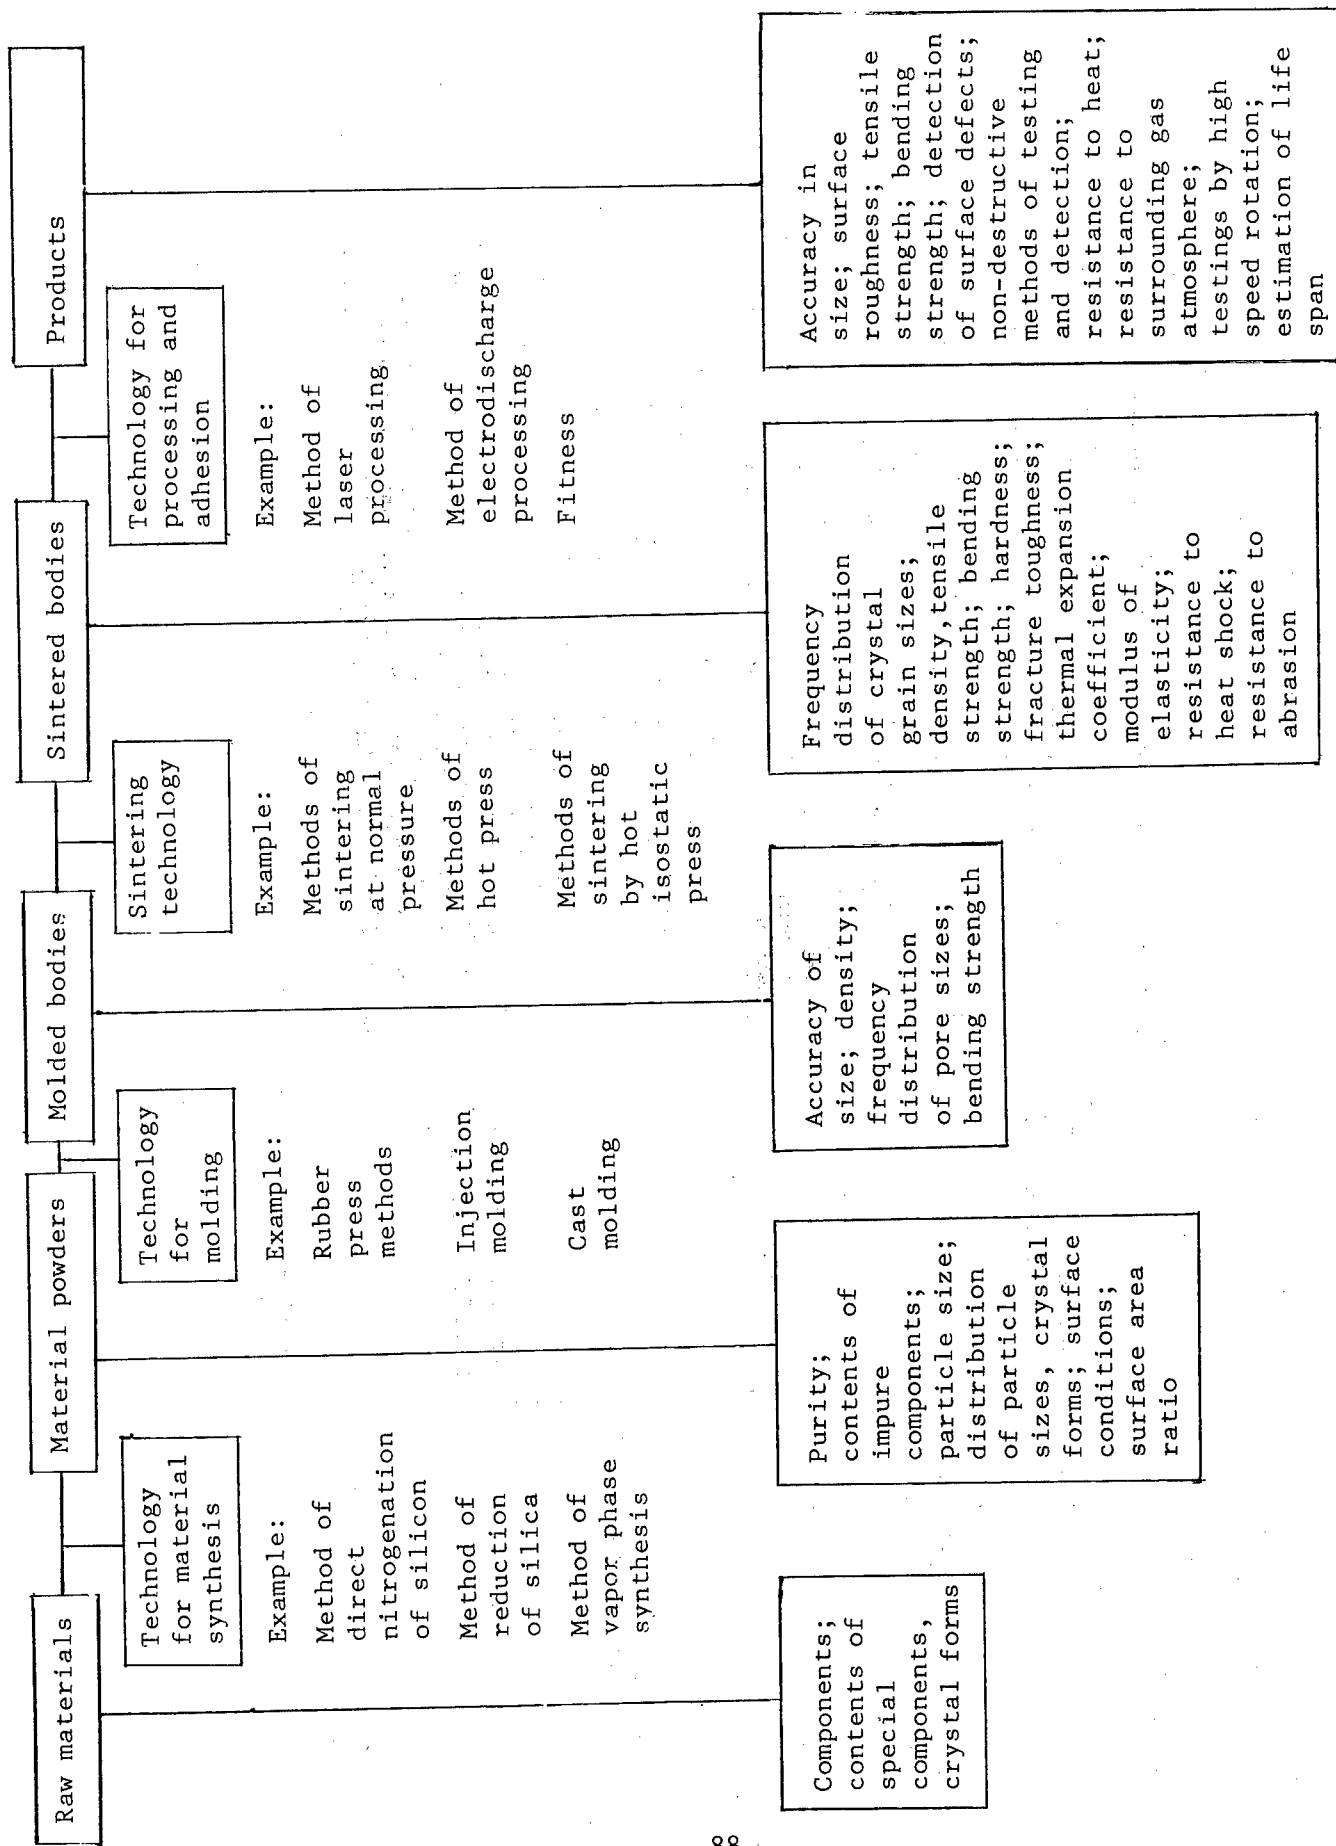 Raw materials
Material powders
Molded bodies
Sintered bodies
Products
Technology
for material
synthesis
Example:
Method of
direct
nitrogenation
of silicon
Method of
reduction
of silica
Method of
vapor phase
synthesis
Technology
for
molding
Example:
Rubber
press
methods
Injection
molding
Cast
molding
Sintering
technology
Example:
Methods of
sintering
at normal
pressure
Methods of
hot press
Methods of
sintering
by hot
isostatic
press
Technology for
processing and
adhesion
Example:
Method of
laser
processing
Method of
electrodischarge
processing
Fitness
Components;
contents of
special
components,
crystal forms
Purity;
contents of
impure
components;
particle size;
distribution
of particle
sizes, crystal
forms; surface
conditions;
surface area
ratio
Accuracy of
size; density;
frequency
distribution
of pore sizes;
bending strength
Frequency
distribution
of crystal
grain sizes;
density,tensile
strength; bending
strength; hardness;
fracture toughness;
thermal expansion
coefficient;
modulus of
elasticity;
resistance to
heat shock;
resistance to
abrasion
Accuracy in
size; surface
roughness; tensile
strength; bending
strength; detection
of surface defects;
non-destructive
methods of testing
and detection;
resistance to heat;
resistance to
surrounding gas
atmosphere;
testings by high
speed rotation;
estimation of life
span
88